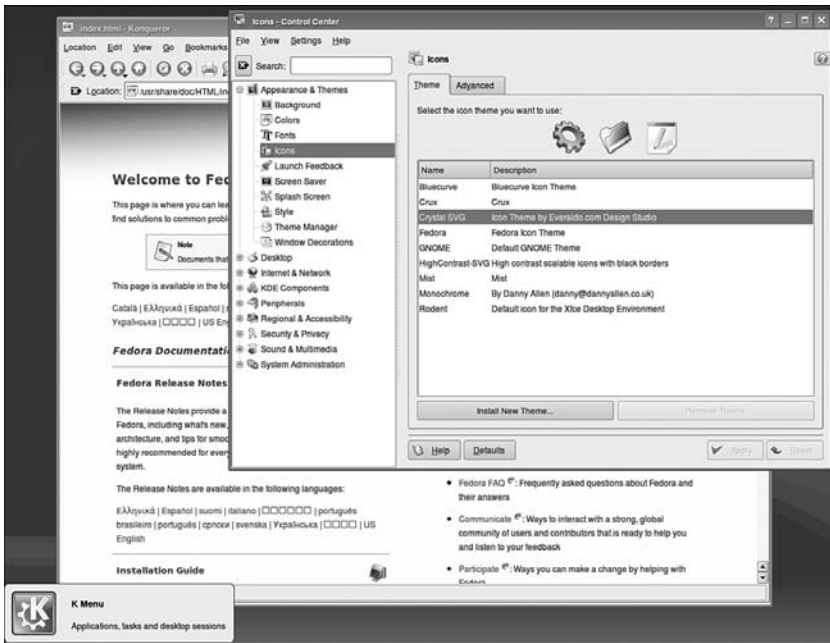 index.html - Konqueror
Location Edit View Go Bookmarks
Location: /usr/share/doc/HTML/in
Welcome to Fed
This page is where you can lea
find solutions to common probl
Note
Documents that
This page is available in the fol
Català | Ελληνικά | Español |
Українська | □□□□ | US En
Fedora Documentati
Fedora Release Notes
The Release Notes provide a
Fedora, including what's new,
architecture, and tips for smoo
highly recommended for every
system.
The Release Notes are available in the following languages:
Ελληνικά | Español | suomi | italiano | □□□□□□ | português
brasileiro | português | српски | svenska | Українська | □□□□ | US
English
Installation Guide
Fedora FAQ : Frequently asked questions about Fedora and
their answers
Communicate : Ways to interact with a strong, global
community of users and contributors that is ready to help you
and listen to your feedback
Participate : Ways you can make a change by helping with
Fedora
Icons - Control Center
File View Settings Help
Search:
Appearance & Themes
Background
Colors
Fonts
Icons
Launch Feedback
Screen Saver
Splash Screen
Style
Theme Manager
Window Decorations
Desktop
Internet & Network
KDE Components
Peripherals
Regional & Accessibility
Security & Privacy
Sound & Multimedia
System Administration
Icons
Theme Advanced
Select the icon theme you want to use:
Name Description
Bluecurve Bluecurve Icon Theme
Crux Crux
Crystal SVG Icon Theme by Everaldo.com Design Studio
Fedora Fedora Icon Theme
GNOME Default GNOME Theme
HighContrast-SVG High contrast scalable icons with black borders
Mist Mist
Monochrome By Danny Allen (danny@dannyallen.co.uk)
Rodent Default icon for the Xfce Desktop Environment
Install New Theme... Remove Theme
Help Defaults Apply Reset
K Menu
Applications, tasks and desktop sessions